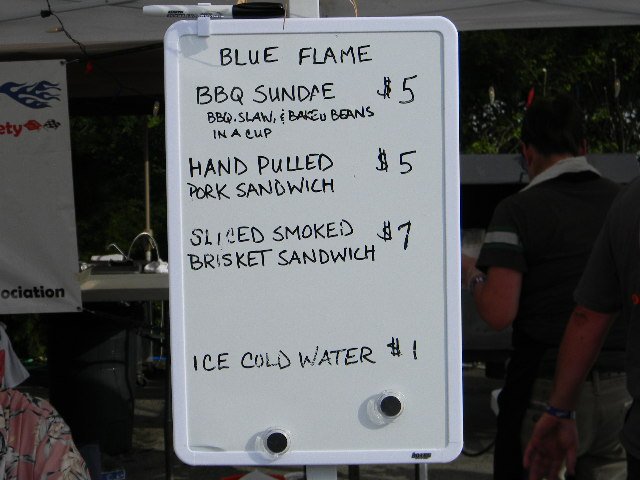 BLUE FLAME
BBQ SUNDAE $5
BBQ, SLAW, & BAKED BEANS
IN A CUP
HAND PULLED $5
PORK SANDWICH
SLICED SMOKED $7
BRISKET SANDWICH
ICE COLD WATER $1
ety
ociation